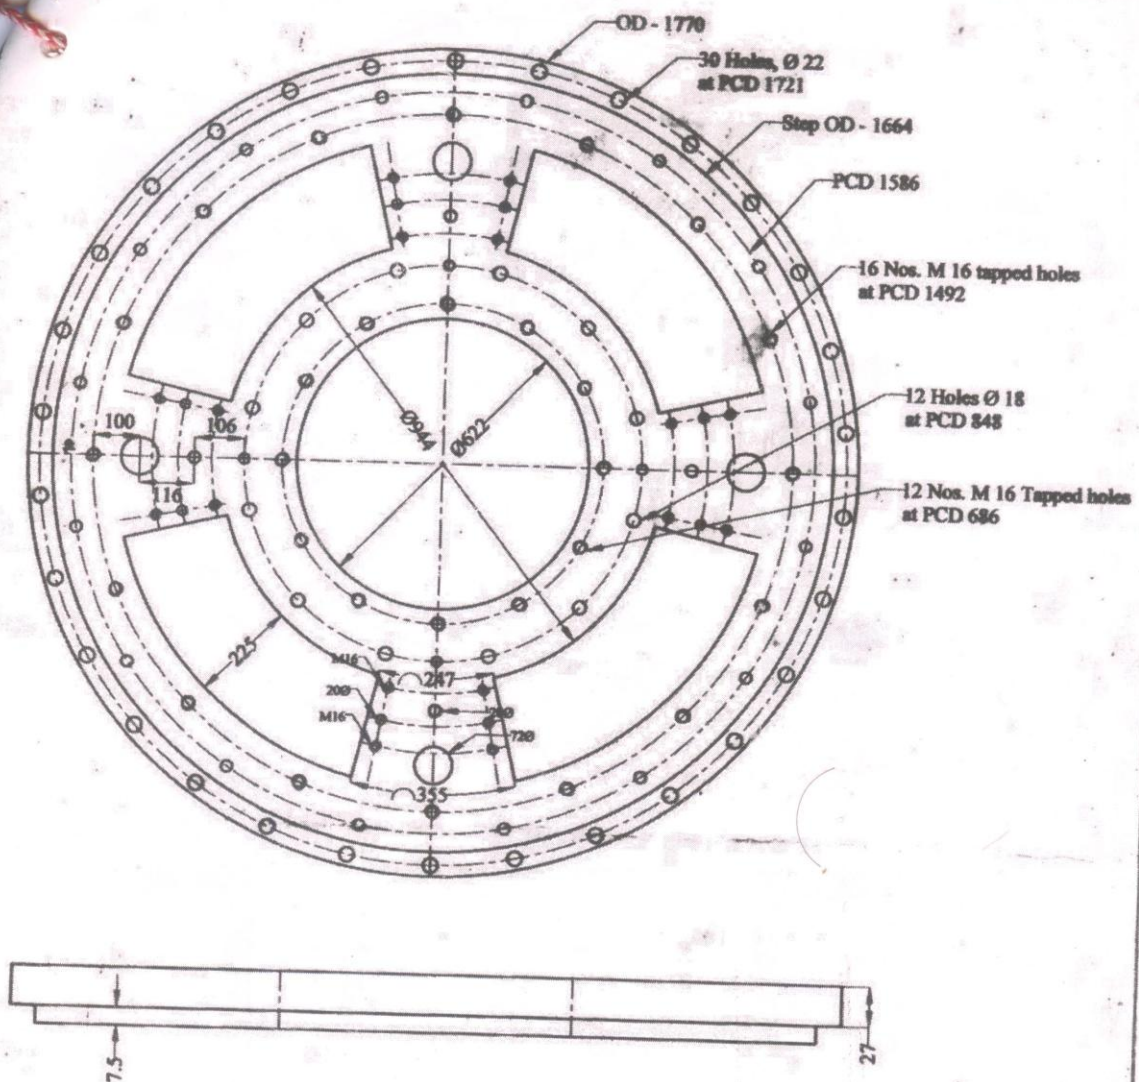 OD - 1770
30 Holes, Ø 22
at PCD 1721
Step OD - 1664
PCD 1586
16 Nos. M 16 tapped holes
at PCD 1492
12 Holes Ø 18
at PCD 848
12 Nos. M 16 Tapped holes
at PCD 686
Ø944
Ø622
100
106
116
225
M16
247
200
M16
720
355
7.5
27